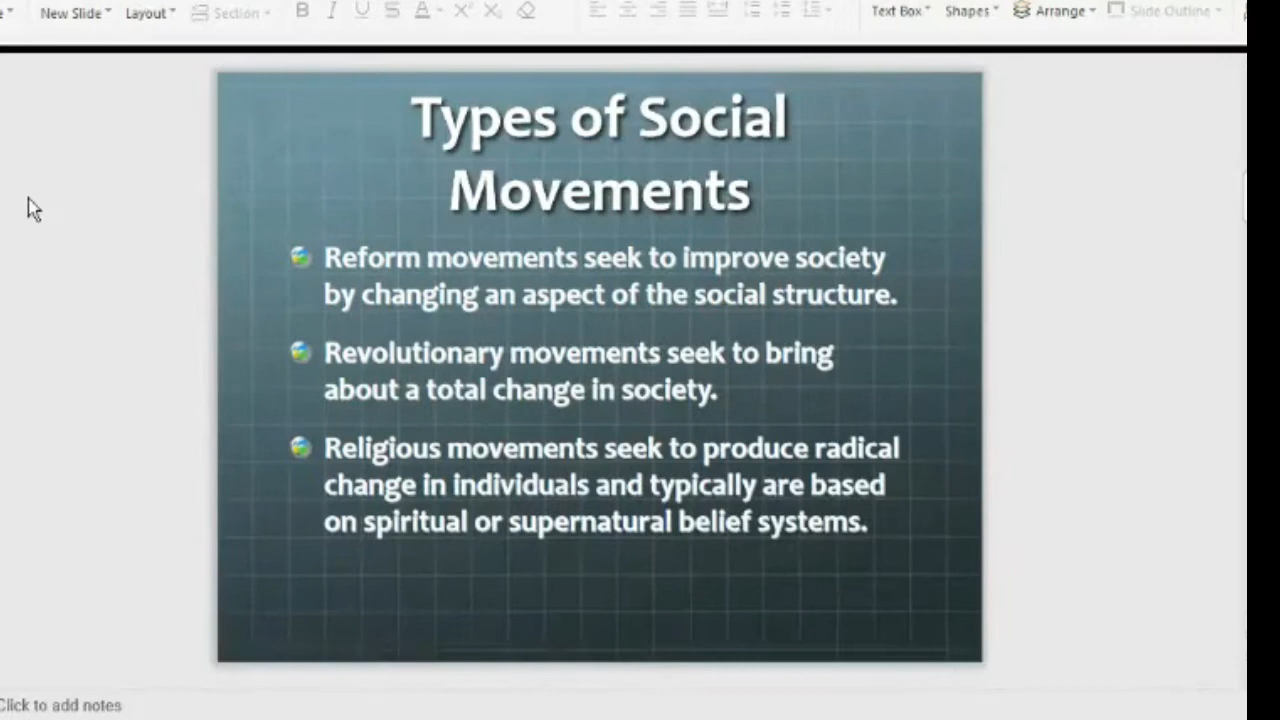 New Slide Layout Section B I U S A X² X₂ Text Box Shapes Arrange Slide Outline
Types of Social
Movements
Reform movements seek to improve society
by changing an aspect of the social structure.
Revolutionary movements seek to bring
about a total change in society.
Religious movements seek to produce radical
change in individuals and typically are based
on spiritual or supernatural belief systems.
Click to add notes